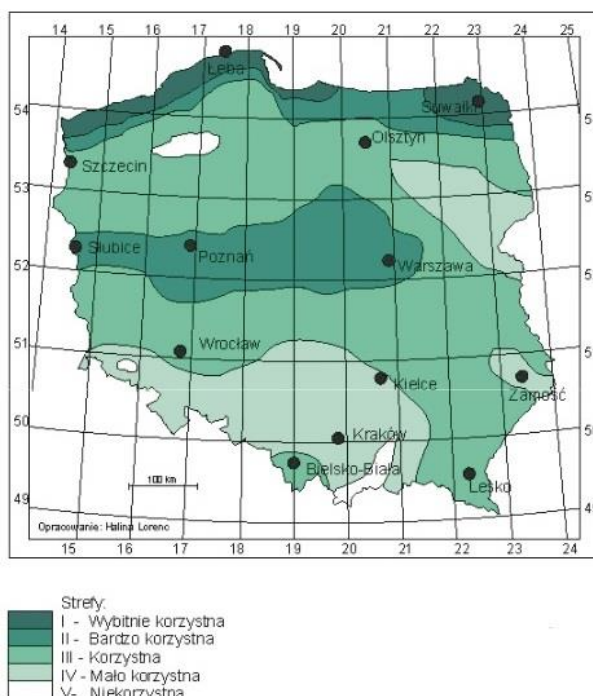 14 15 16 17 18 19 20 21 22 23 24 25
54
53
52
51
50
49
Łeba
Suwałki
Olsztyn
Szczecin
Słubice
Poznań
Warszawa
Wrocław
Kielce
Zamość
Kraków
Bielsko-Biała
Lesko
100 km
Opracowanie: Halina Lorenc
15 16 17 18 19 20 21 22 23 24
Strefy:
I - Wybitnie korzystna
II - Bardzo korzystna
III - Korzystna
IV - Mało korzystna
V- Niekorzystna